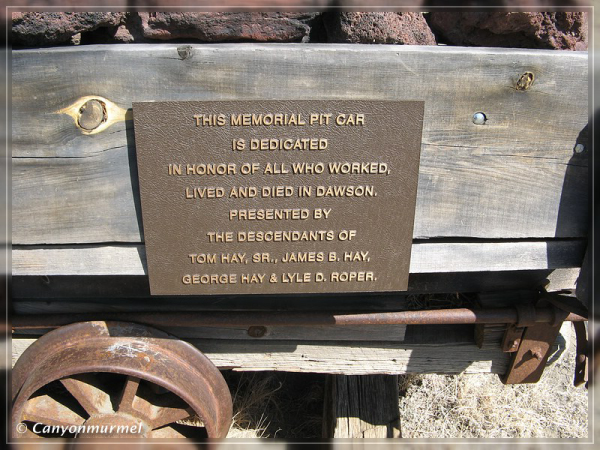 THIS MEMORIAL PIT CAR
IS DEDICATED
IN HONOR OF ALL WHO WORKED,
LIVED AND DIED IN DAWSON.
PRESENTED BY
THE DESCENDANTS OF
TOM HAY, SR., JAMES B. HAY,
GEORGE HAY & LYLE D. ROPER.
© Canyonmurmel